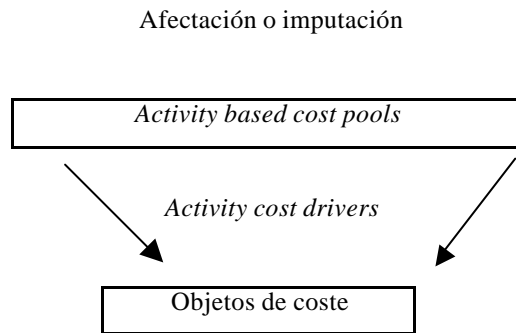 Afectación o imputación
Activity based cost pools
Activity cost drivers
Objetos de coste